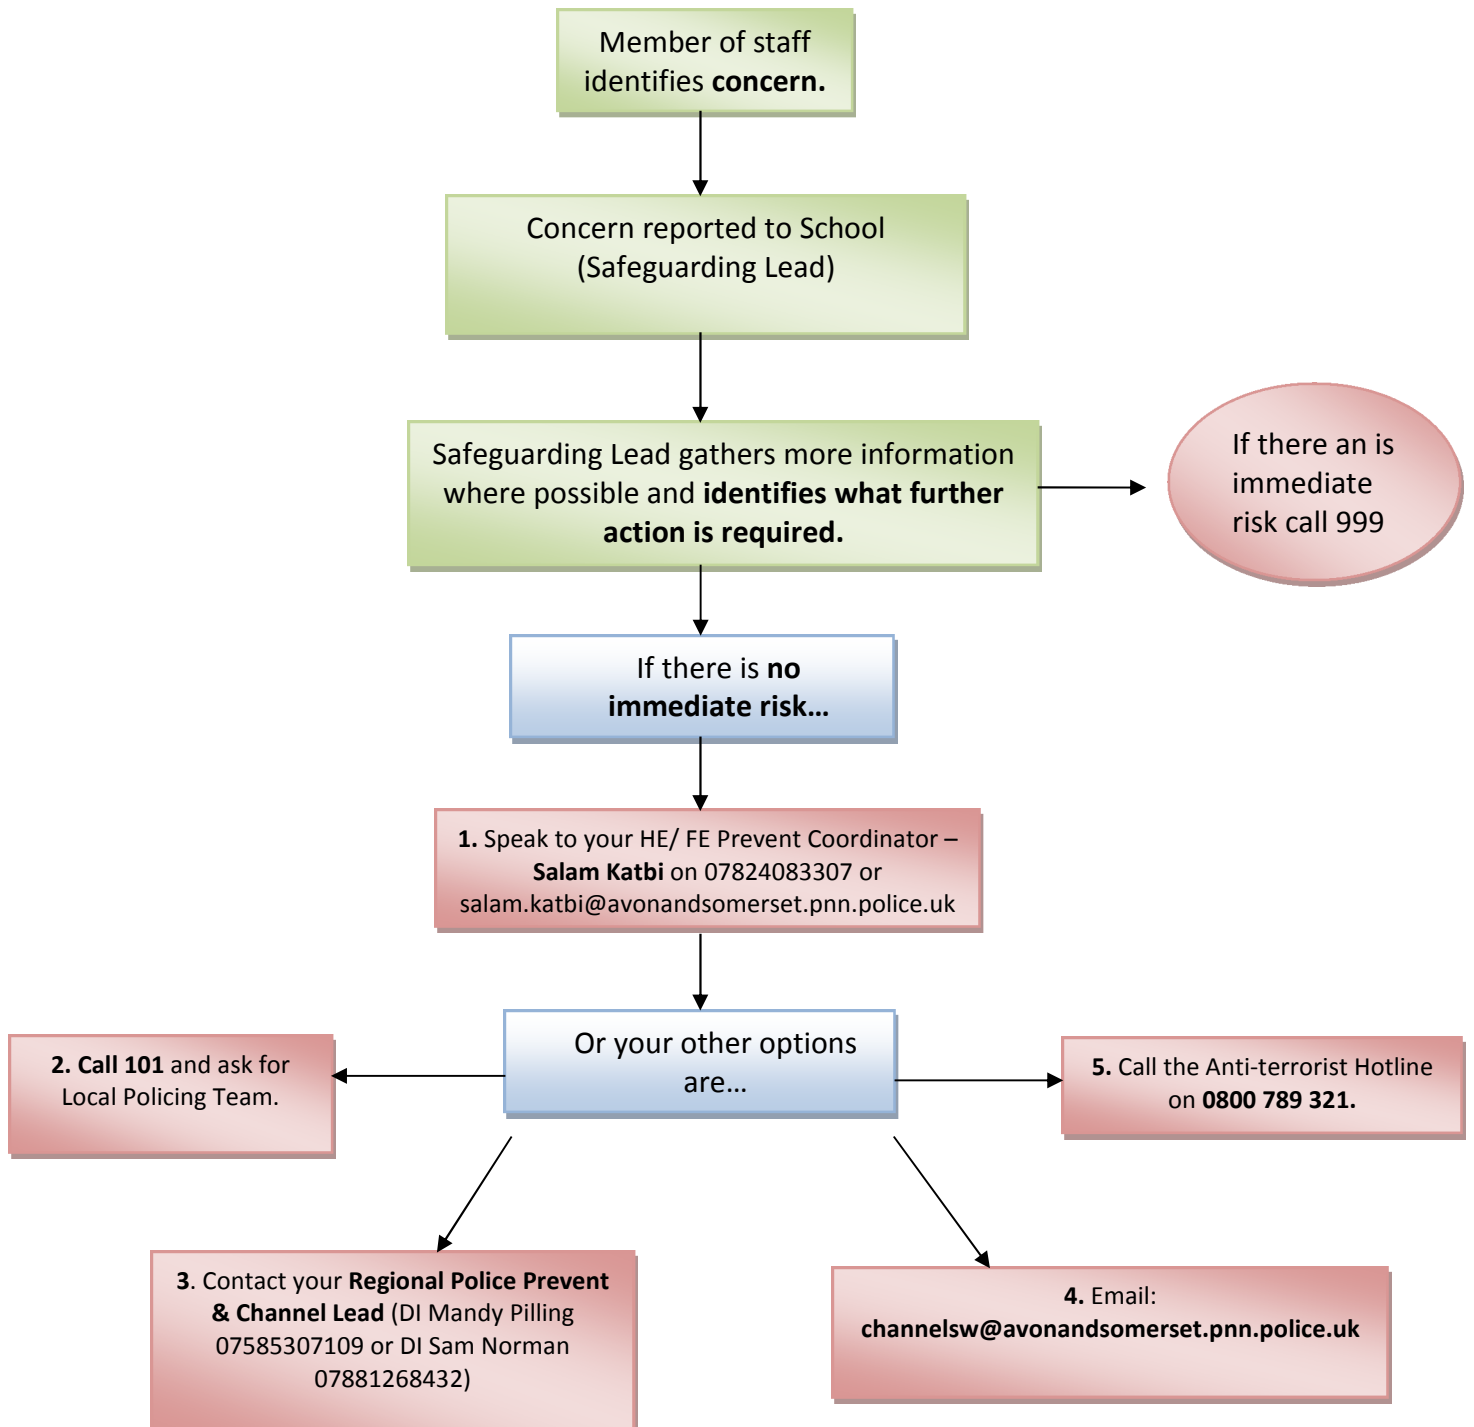 Member of staff
identifies concern.
Concern reported to School
(Safeguarding Lead)
Safeguarding Lead gathers more information
where possible and identifies what further
action is required.
If there an is
immediate
risk call 999
If there is no
immediate risk...
1. Speak to your HE/ FE Prevent Coordinator –
Salam Katbi on 07824083307 or
salam.katbi@avonandsomerset.pnn.police.uk
Or your other options
are...
2. Call 101 and ask for
Local Policing Team.
5. Call the Anti-terrorist Hotline
on 0800 789 321.
3. Contact your Regional Police Prevent
& Channel Lead (DI Mandy Pilling
07585307109 or DI Sam Norman
07881268432)
4. Email:
channelsw@avonandsomerset.pnn.police.uk